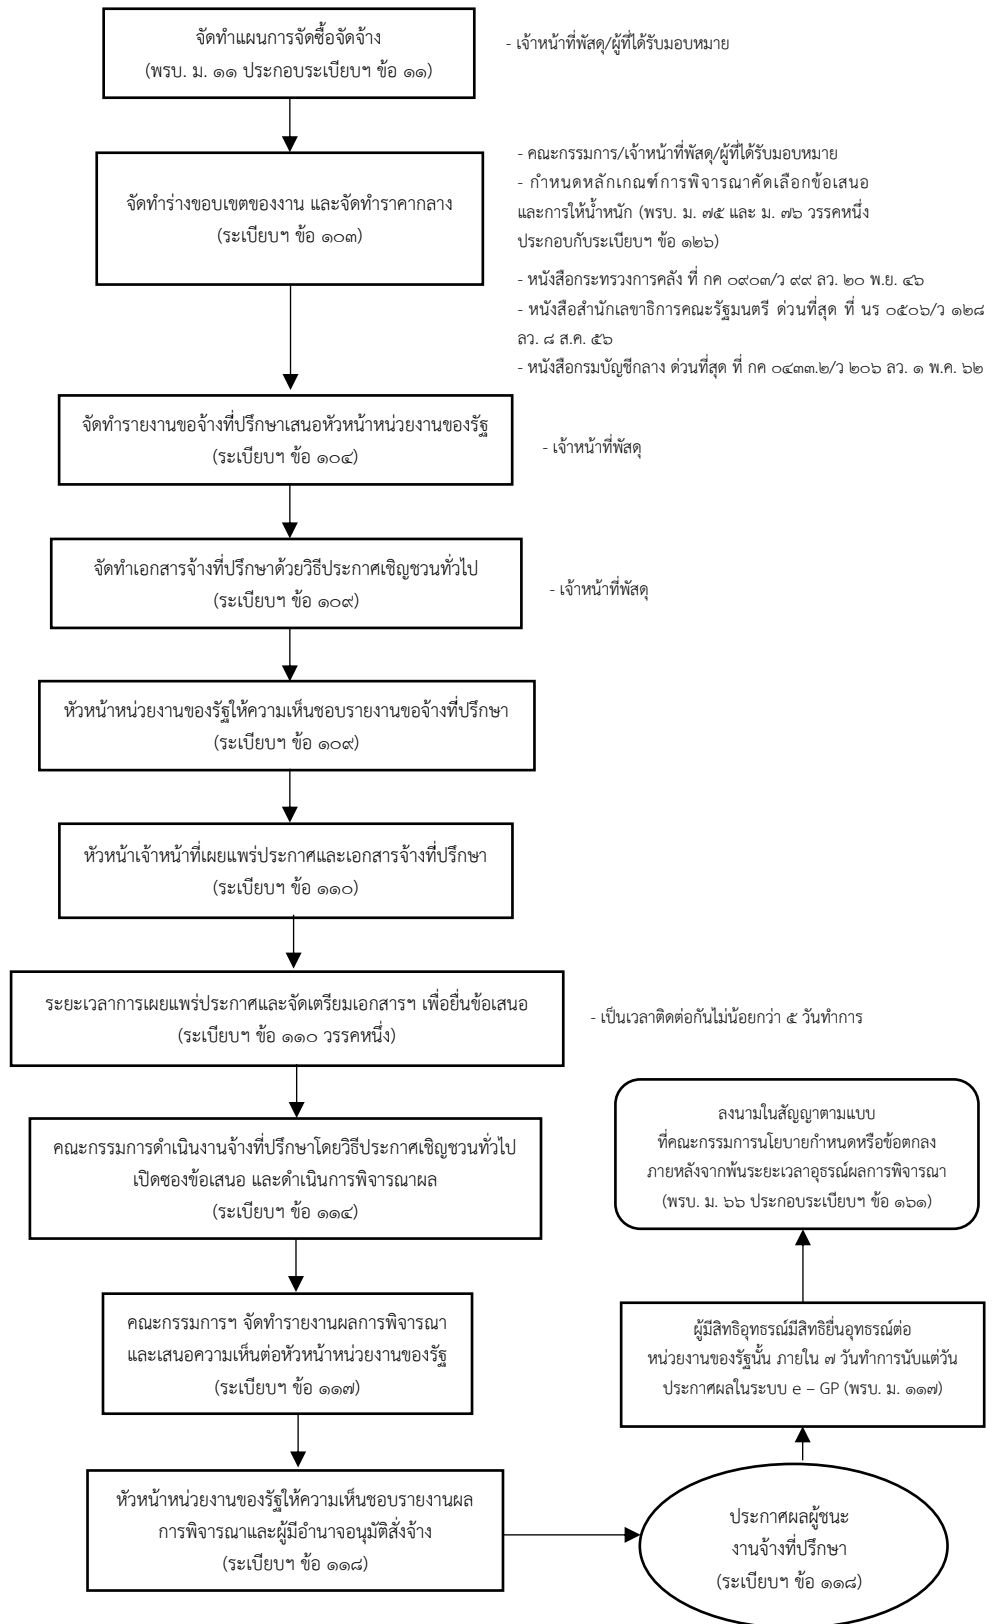 จัดทำแผนการจัดซื้อจัดจ้าง
(พรบ. ม. ๑๑ ประกอบระเบียบฯ ข้อ ๑๑)
- เจ้าหน้าที่พัสดุ/ผู้ที่ได้รับมอบหมาย
จัดทำร่างขอบเขตของงาน และจัดทำราคากลาง
(ระเบียบฯ ข้อ ๑๐๓)
- คณะกรรมการ/เจ้าหน้าที่พัสดุ/ผู้ที่ได้รับมอบหมาย
- กำหนดหลักเกณฑ์การพิจารณาคัดเลือกข้อเสนอ
และการให้น้ำหนัก (พรบ. ม. ๗๕ และ ม. ๗๖ วรรคหนึ่ง
ประกอบกับระเบียบฯ ข้อ ๑๒๖)
- หนังสือกระทรวงการคลัง ที่ กค ๐๙๐๓/ว ๙๙ ลว. ๒๐ พ.ย. ๔๖
- หนังสือสำนักเลขาธิการคณะรัฐมนตรี ด่วนที่สุด ที่ นร ๐๕๐๖/ว ๑๒๘
ลว. ๘ ส.ค. ๕๖
- หนังสือกรมบัญชีกลาง ด่วนที่สุด ที่ กค ๐๔๓๓.๒/ว ๒๐๖ ลว. ๑ พ.ค. ๖๒
จัดทำรายงานขอจ้างที่ปรึกษาเสนอหัวหน้าหน่วยงานของรัฐ
(ระเบียบฯ ข้อ ๑๐๔)
- เจ้าหน้าที่พัสดุ
จัดทำเอกสารจ้างที่ปรึกษาด้วยวิธีประกาศเชิญชวนทั่วไป
(ระเบียบฯ ข้อ ๑๐๙)
- เจ้าหน้าที่พัสดุ
หัวหน้าหน่วยงานของรัฐให้ความเห็นชอบรายงานขอจ้างที่ปรึกษา
(ระเบียบฯ ข้อ ๑๐๙)
หัวหน้าเจ้าหน้าที่เผยแพร่ประกาศและเอกสารจ้างที่ปรึกษา
(ระเบียบฯ ข้อ ๑๑๐)
ระยะเวลาการเผยแพร่ประกาศและจัดเตรียมเอกสารฯ เพื่อยื่นข้อเสนอ
(ระเบียบฯ ข้อ ๑๑๐ วรรคหนึ่ง)
- เป็นเวลาติดต่อกันไม่น้อยกว่า ๕ วันทำการ
คณะกรรมการดำเนินงานจ้างที่ปรึกษาโดยวิธีประกาศเชิญชวนทั่วไป
เปิดซองข้อเสนอ และดำเนินการพิจารณาผล
(ระเบียบฯ ข้อ ๑๑๔)
คณะกรรมการฯ จัดทำรายงานผลการพิจารณา
และเสนอความเห็นต่อหัวหน้าหน่วยงานของรัฐ
(ระเบียบฯ ข้อ ๑๑๗)
หัวหน้าหน่วยงานของรัฐให้ความเห็นชอบรายงานผล
การพิจารณาและผู้มีอำนาจอนุมัติสั่งจ้าง
(ระเบียบฯ ข้อ ๑๑๘)
ประกาศผลผู้ชนะ
งานจ้างที่ปรึกษา
(ระเบียบฯ ข้อ ๑๑๘)
ผู้มีสิทธิอุทธรณ์มีสิทธิยื่นอุทธรณ์ต่อ
หน่วยงานของรัฐนั้น ภายใน ๗ วันทำการนับแต่วัน
ประกาศผลในระบบ e – GP (พรบ. ม. ๑๑๗)
ลงนามในสัญญาตามแบบ
ที่คณะกรรมการนโยบายกำหนดหรือข้อตกลง
ภายหลังจากพ้นระยะเวลาอุธรณ์ผลการพิจารณา
(พรบ. ม. ๖๖ ประกอบระเบียบฯ ข้อ ๑๖๑)